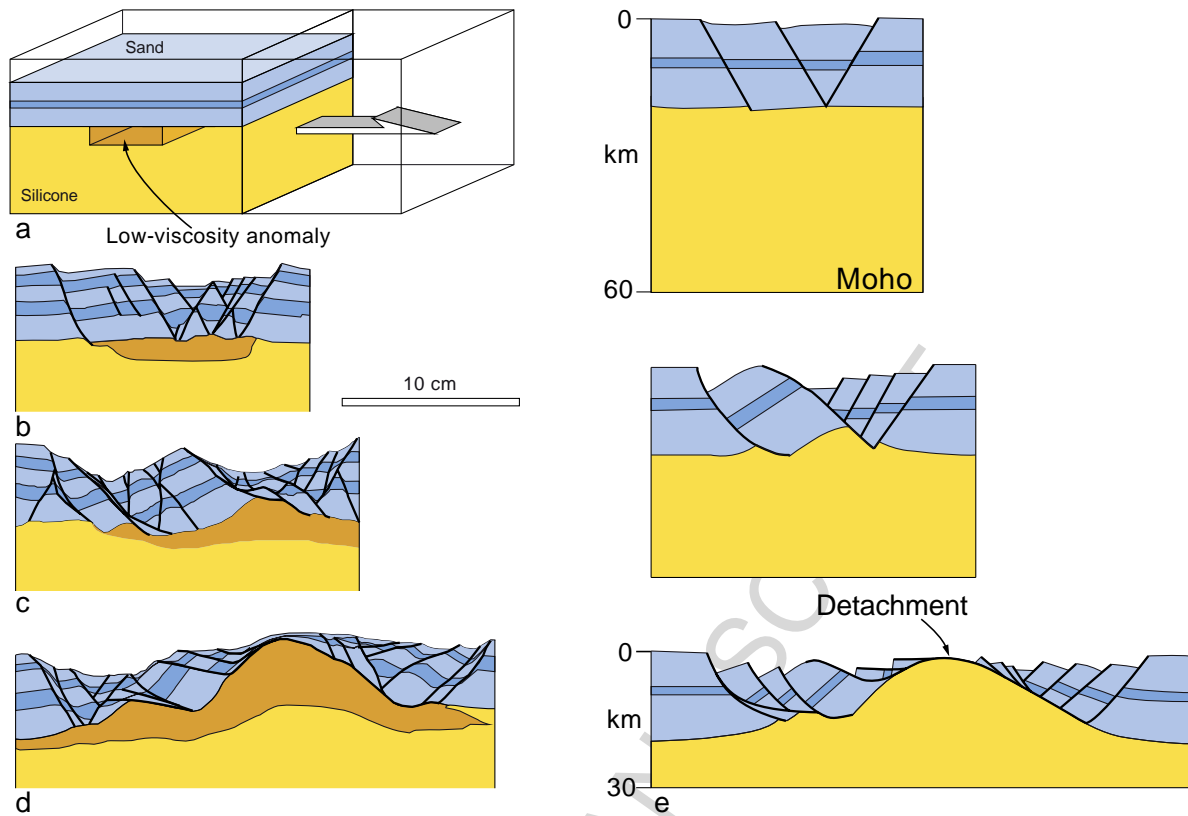 Sand
Silicone
a
Low-viscosity anomaly
b
10 cm
c
d
0
km
60
Moho
Detachment
0
km
30
e